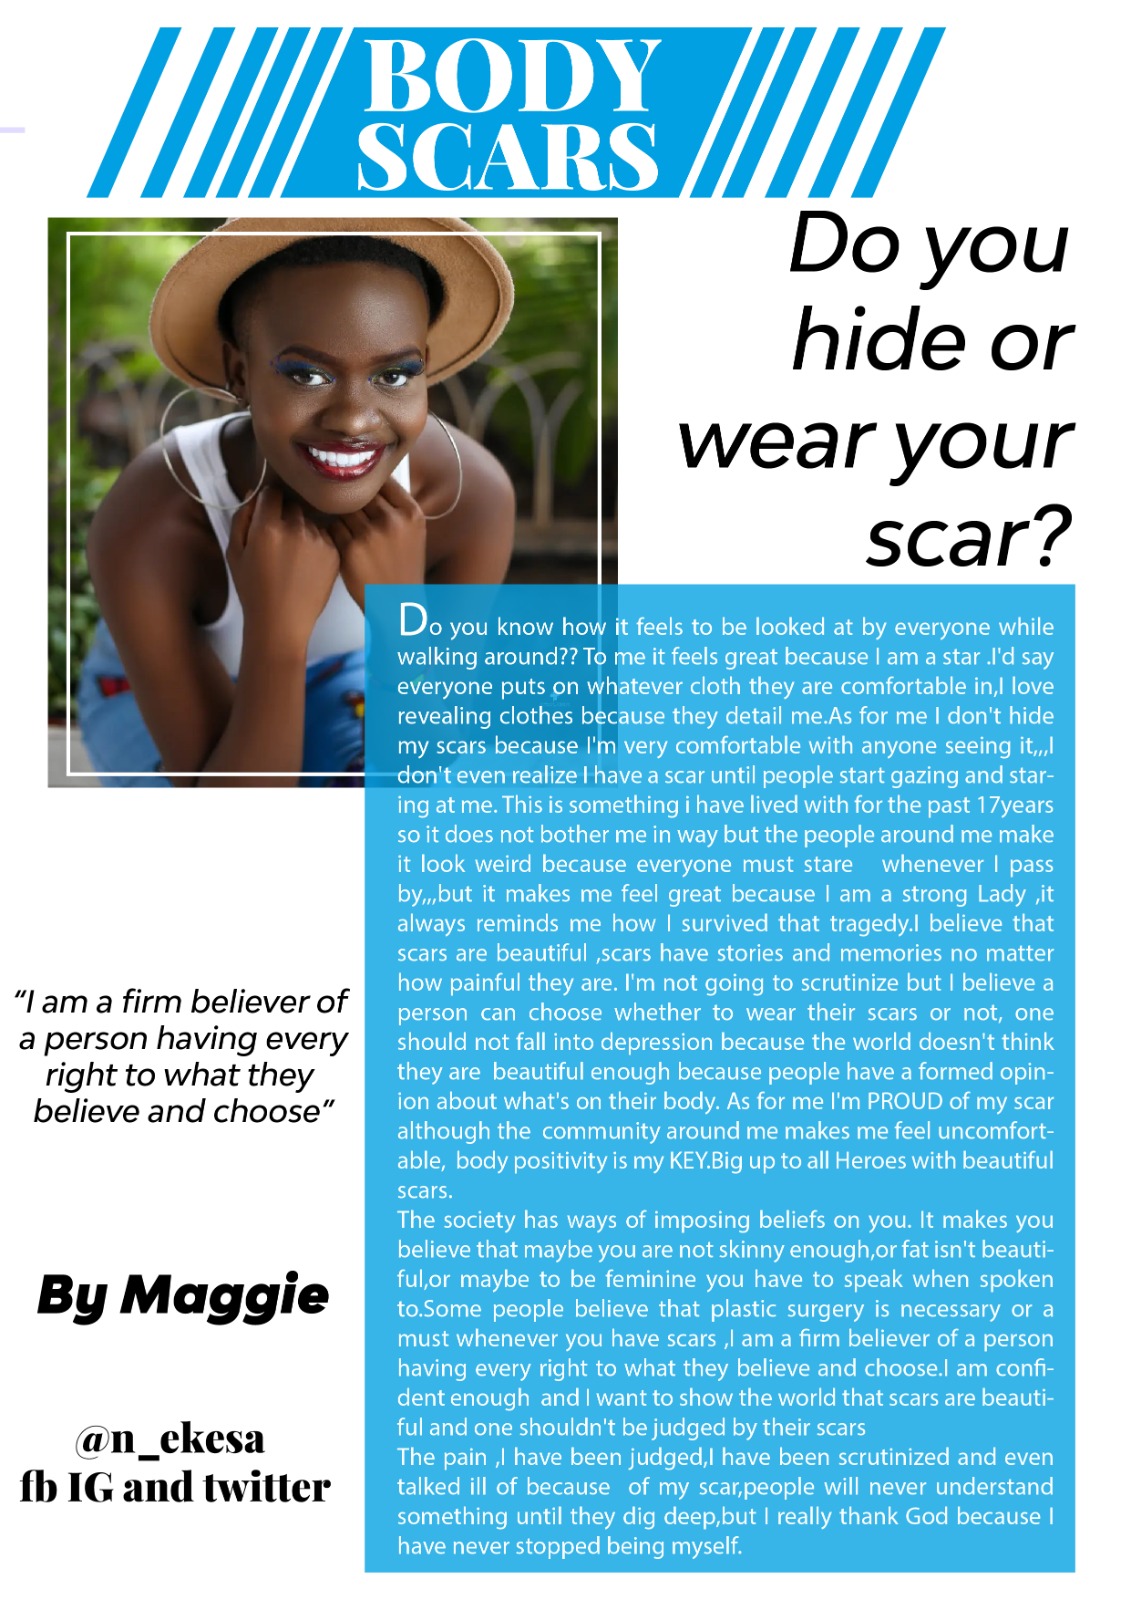 BODY
SCARS
Do you
hide or
wear your
scar?
Do you know how it feels to be looked at by everyone while
walking around?? To me it feels great because I am a star .I'd say
everyone puts on whatever cloth they are comfortable in,I love
revealing clothes because they detail me.As for me I don't hide
my scars because I'm very comfortable with anyone seeing it,,,I
don't even realize I have a scar until people start gazing and star-
ing at me. This is something i have lived with for the past 17years
so it does not bother me in way but the people around me make
it look weird because everyone must stare whenever I pass
by,,,but it makes me feel great because I am a strong Lady ,it
always reminds me how I survived that tragedy.I believe that
scars are beautiful ,scars have stories and memories no matter
how painful they are. I'm not going to scrutinize but I believe a
person can choose whether to wear their scars or not, one
should not fall into depression because the world doesn't think
they are beautiful enough because people have a formed opin-
ion about what's on their body. As for me I'm PROUD of my scar
although the community around me makes me feel uncomfort-
able, body positivity is my KEY.Big up to all Heroes with beautiful
scars.
The society has ways of imposing beliefs on you. It makes you
believe that maybe you are not skinny enough,or fat isn't beauti-
ful,or maybe to be feminine you have to speak when spoken
to.Some people believe that plastic surgery is necessary or a
must whenever you have scars ,I am a firm believer of a person
having every right to what they believe and choose.I am confi-
dent enough and I want to show the world that scars are beauti-
ful and one shouldn't be judged by their scars
The pain ,I have been judged,I have been scrutinized and even
talked ill of because of my scar,people will never understand
something until they dig deep,but I really thank God because I
have never stopped being myself.
“I am a firm believer of
a person having every
right to what they
believe and choose”
By Maggie
@n_ekesa
fb IG and twitter